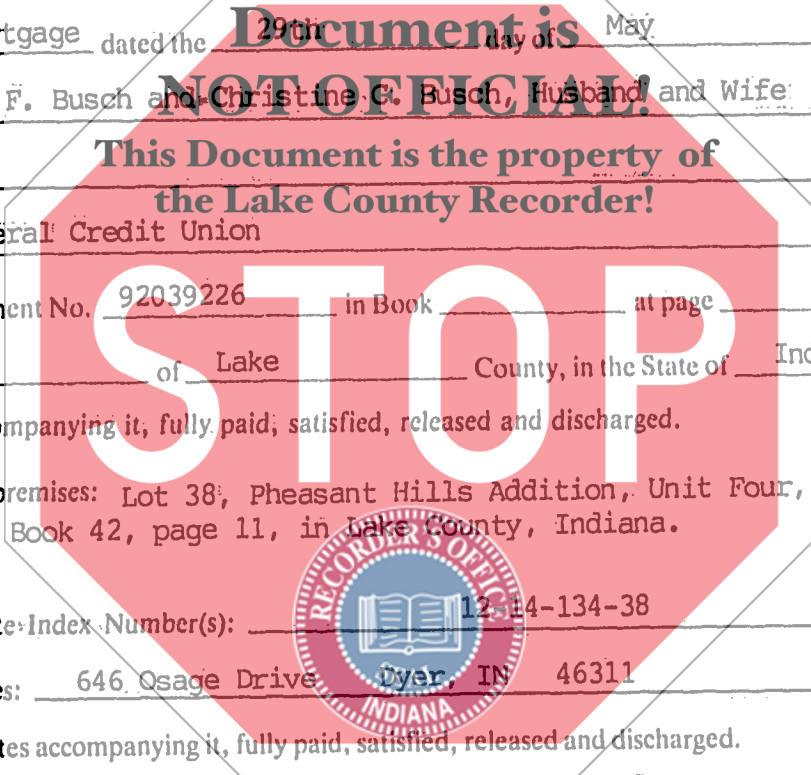 tgage dated the 29th day of May
Document is
NOT OFFICIAL!
F. Busch and Christine C. Busch, Husband and Wife
This Document is the property of
the Lake County Recorder!
eral Credit Union
STOP
ent No. 92039226 in Book at page
of Lake County, in the State of Ind
ompanying it, fully paid, satisfied, released and discharged.
premises: Lot 38, Pheasant Hills Addition, Unit Four,
Book 42, page 11, in Lake County, Indiana.
RECORDER'S OFFICE
e Index Number(s): 12-14-134-38
s: 646 Osage Drive Dyer, IN 46311
INDIANA
tes accompanying it, fully paid, satisfied, released and discharged.